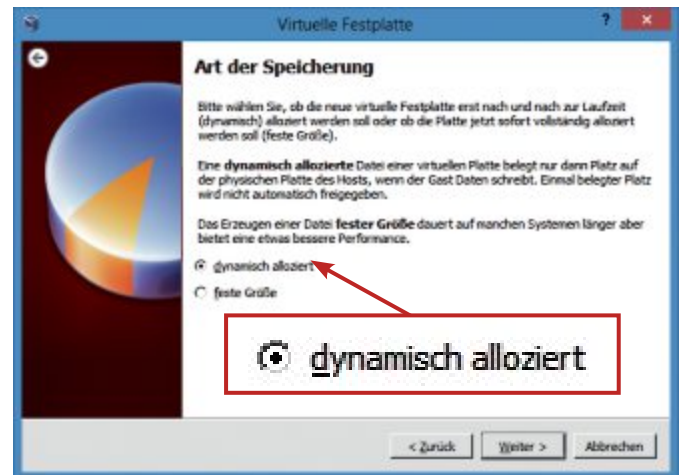 Virtuelle Festplatte
?
Art der Speicherung
Bitte wählen Sie, ob die neue virtuelle Festplatte erst nach und nach zur Laufzeit
(dynamisch) alloziert werden soll oder ob die Platte jetzt sofort vollständig alloziert
werden soll (feste Größe).
Eine dynamisch allozierte Datei einer virtuellen Platte belegt nur dann Platz auf
der physischen Platte des Hosts, wenn der Gast Daten schreibt. Einmal belegter Platz
wird nicht automatisch freigegeben.
Das Erzeugen einer Datei fester Größe dauert auf manchen Systemen länger aber
bietet eine etwas bessere Performance.
dynamisch alloziert
feste Größe
dynamisch alloziert
< Zurück Weiter > Abbrechen